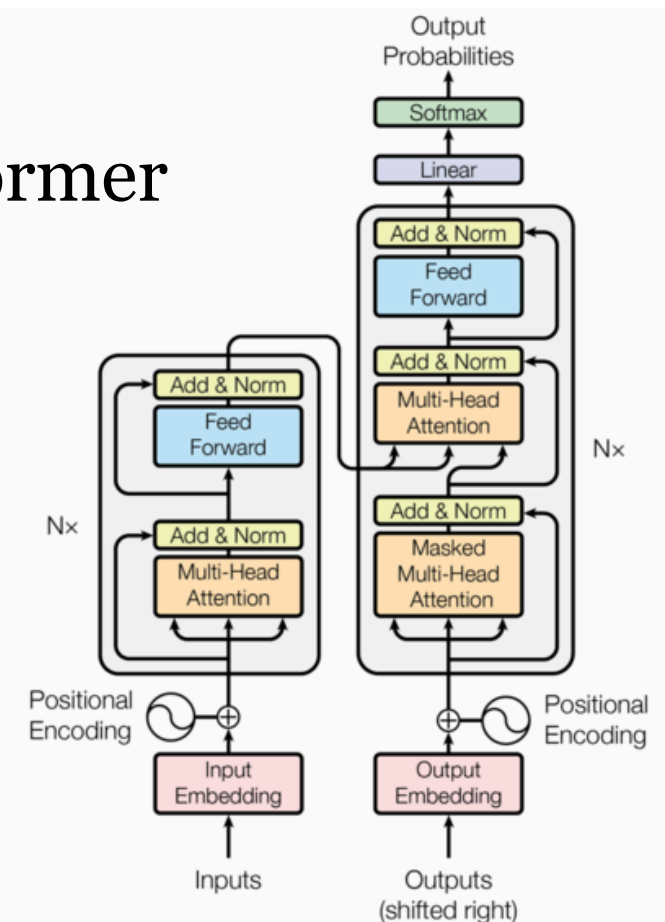 ormer
Output
Probabilities
Softmax
Linear
Add & Norm
Feed
Forward
Add & Norm
Multi-Head
Attention
N×
Add & Norm
Masked
Multi-Head
Attention
Add & Norm
Feed
Forward
Nx
Add & Norm
Multi-Head
Attention
Positional
Encoding
Positional
Encoding
Input
Embedding
Output
Embedding
Inputs
Outputs
(shifted right)